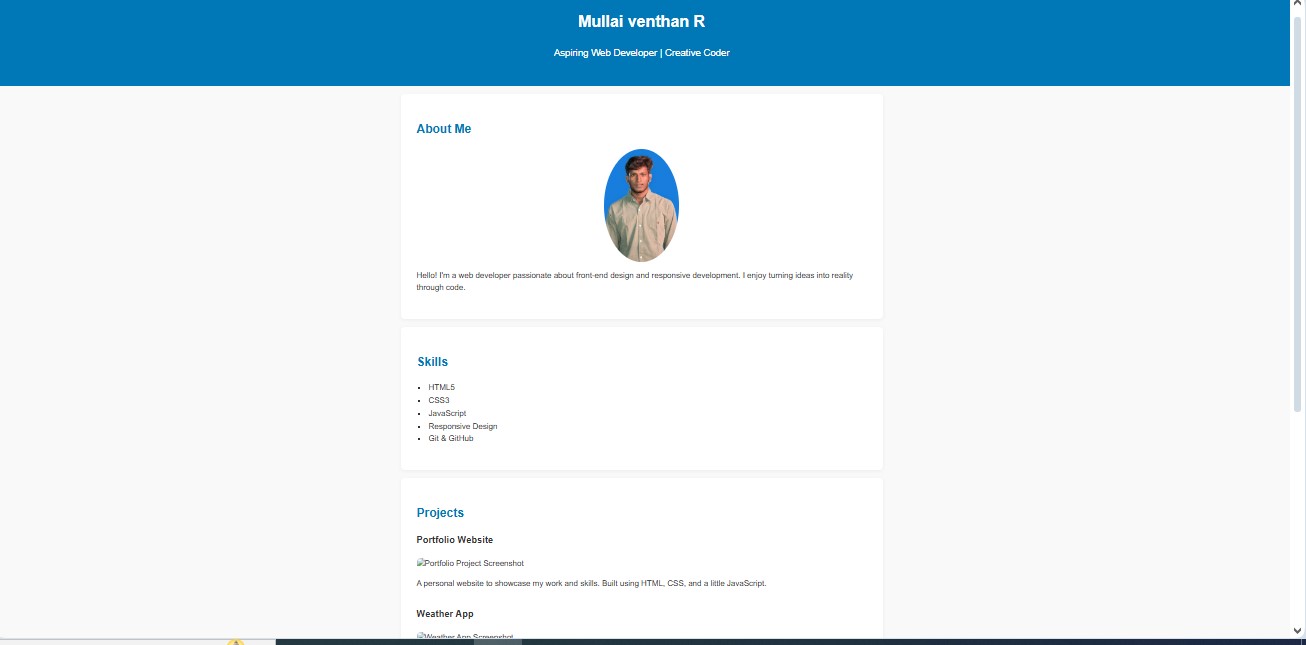 Mullai venthan R
Aspiring Web Developer | Creative Coder
About Me
Hello! I'm a web developer passionate about front-end design and responsive development. I enjoy turning ideas into reality
through code.
Skills
HTML5
CSS3
JavaScript
Responsive Design
Git & GitHub
Projects
Portfolio Website
Portfolio Project Screenshot
A personal website to showcase my work and skills. Built using HTML, CSS, and a little JavaScript.
Weather App
Weather App Screenshot